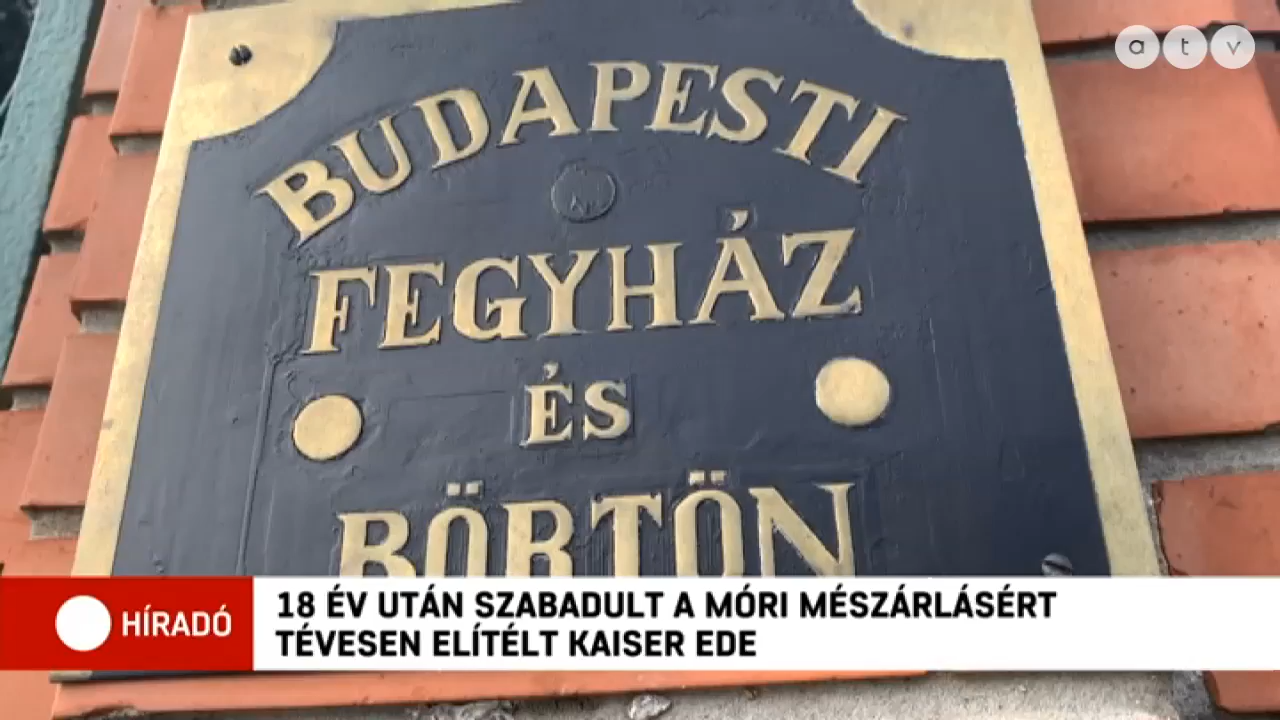 atv
BUDAPESTI
FEGYHÁZ
ÉS
BÖRTÖN
HÍRADÓ
18 ÉV UTÁN SZABADULT A MÓRI MÉSZÁRLÁSÉRT
TÉVESEN ELÍTÉLT KAISER EDE